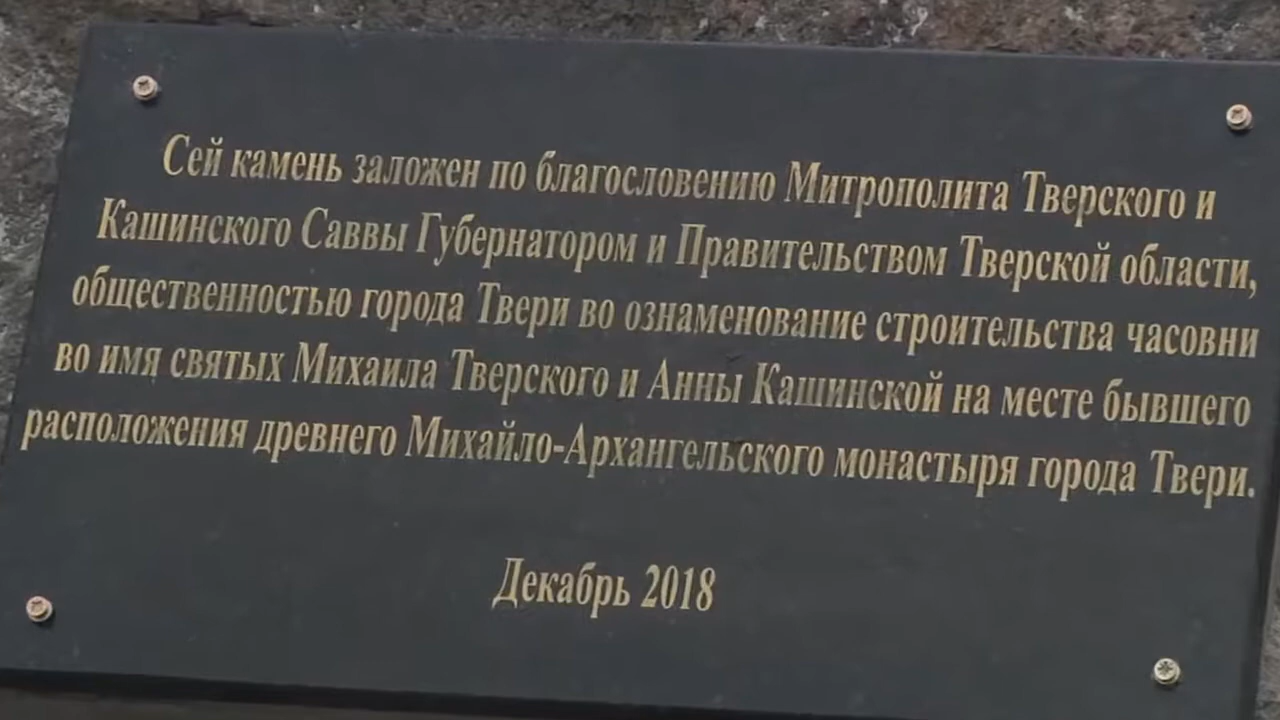 Сей камень заложен по благословению Митрополита Тверского и
Кашинского Саввы Губернатором и Правительством Тверской области,
общественностью города Твери во ознаменование строительства часовни
во имя святых Михаила Тверского и Анны Кашинской на месте бывшего
расположения древнего Михайло-Архангельского монастыря города Твери.
Декабрь 2018